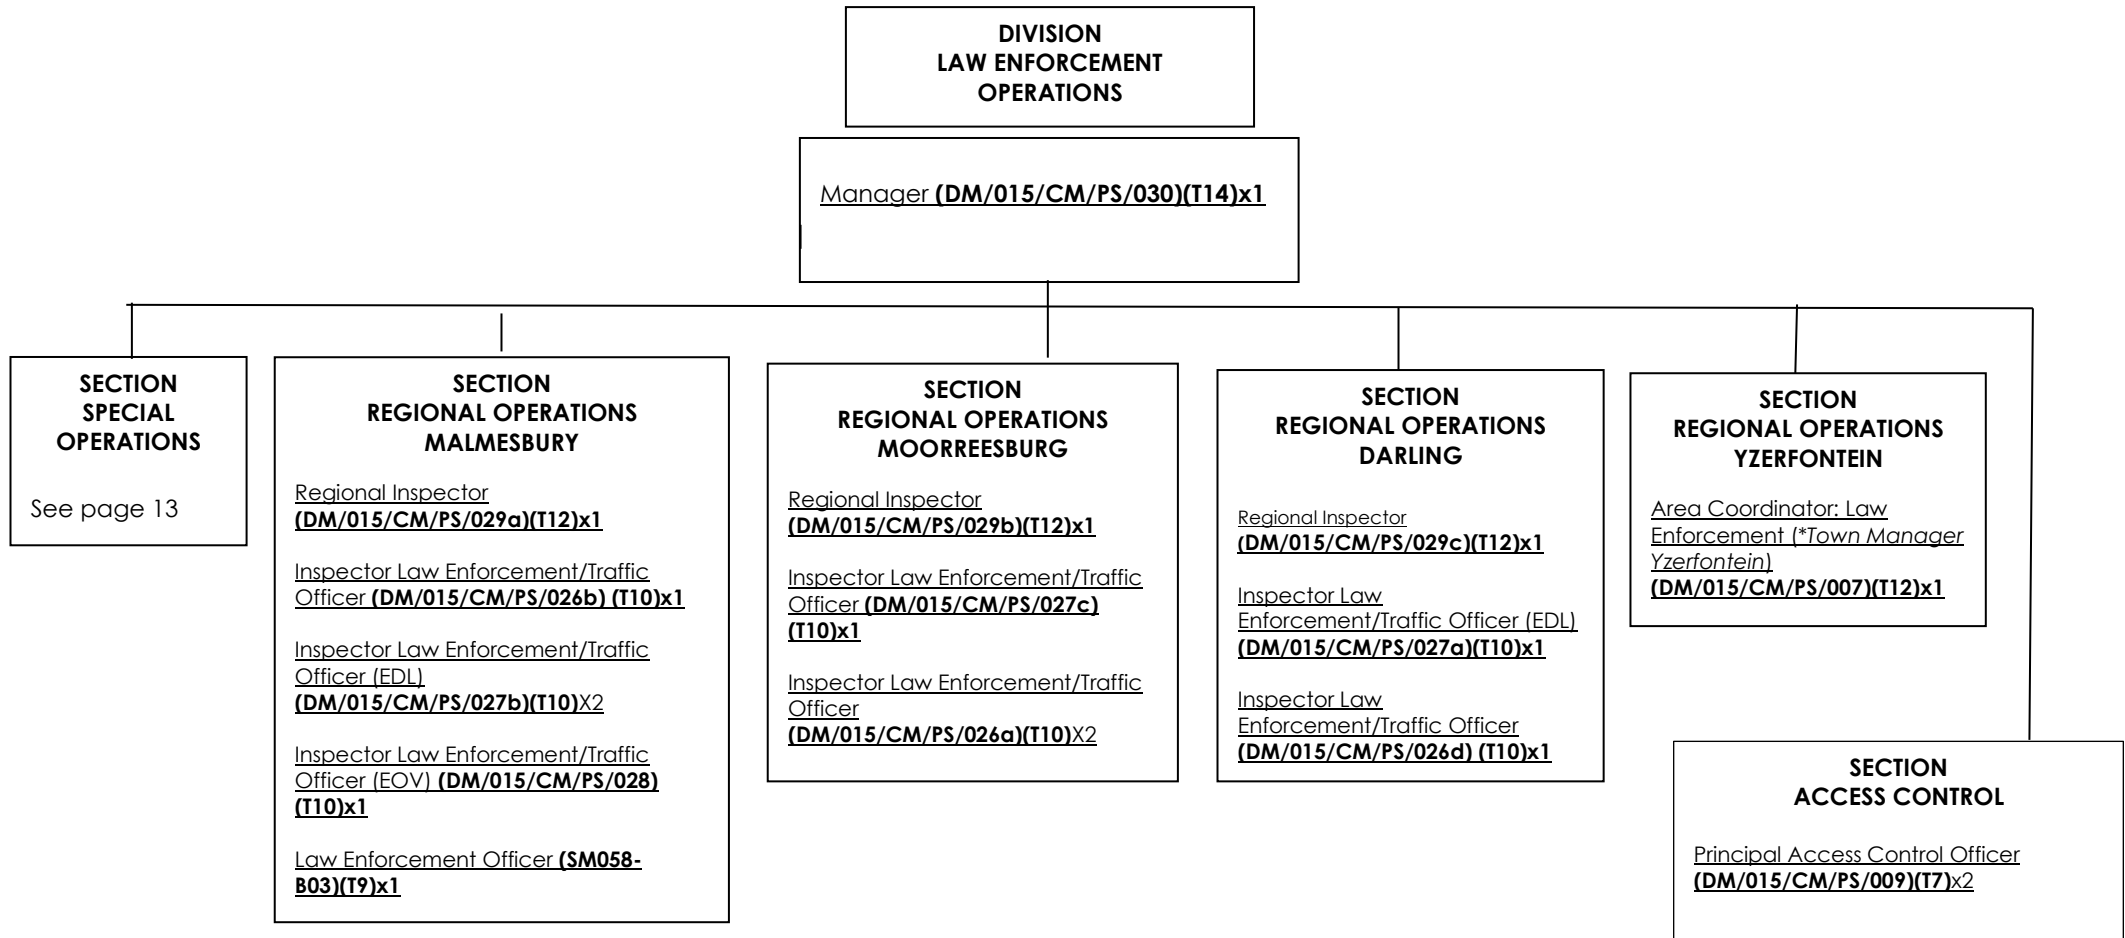 DIVISION
LAW ENFORCEMENT
OPERATIONS
Manager (DM/015/CM/PS/030)(T14)x1
SECTION
SPECIAL
OPERATIONS
See page 13
SECTION
REGIONAL OPERATIONS
MALMESBURY
Regional Inspector
(DM/015/CM/PS/029a)(T12)x1
Inspector Law Enforcement/Traffic
Officer (DM/015/CM/PS/026b) (T10)x1
Inspector Law Enforcement/Traffic
Officer (EDL)
(DM/015/CM/PS/027b)(T10)X2
Inspector Law Enforcement/Traffic
Officer (EOV) (DM/015/CM/PS/028)
(T10)x1
Law Enforcement Officer (SM058-
B03)(T9)x1
SECTION
REGIONAL OPERATIONS
MOORREESBURG
Regional Inspector
(DM/015/CM/PS/029b)(T12)x1
Inspector Law Enforcement/Traffic
Officer (DM/015/CM/PS/027c)
(T10)x1
Inspector Law Enforcement/Traffic
Officer
(DM/015/CM/PS/026a)(T10)X2
SECTION
REGIONAL OPERATIONS
DARLING
Regional Inspector
(DM/015/CM/PS/029c)(T12)x1
Inspector Law
Enforcement/Traffic Officer (EDL)
(DM/015/CM/PS/027a)(T10)x1
Inspector Law
Enforcement/Traffic Officer
(DM/015/CM/PS/026d) (T10)x1
SECTION
REGIONAL OPERATIONS
YZERFONTEIN
Area Coordinator: Law
Enforcement (*Town Manager
Yzerfontein)
(DM/015/CM/PS/007)(T12)x1
SECTION
ACCESS CONTROL
Principal Access Control Officer
(DM/015/CM/PS/009)(T7)x2